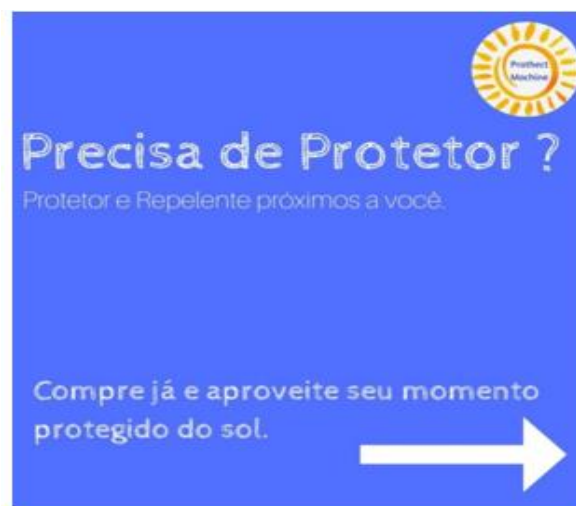 Prothect
Machine
Precisa de Protetor ?
Protetor e Repelente próximos a você.
Compre já e aproveite seu momento
protegido do sol.